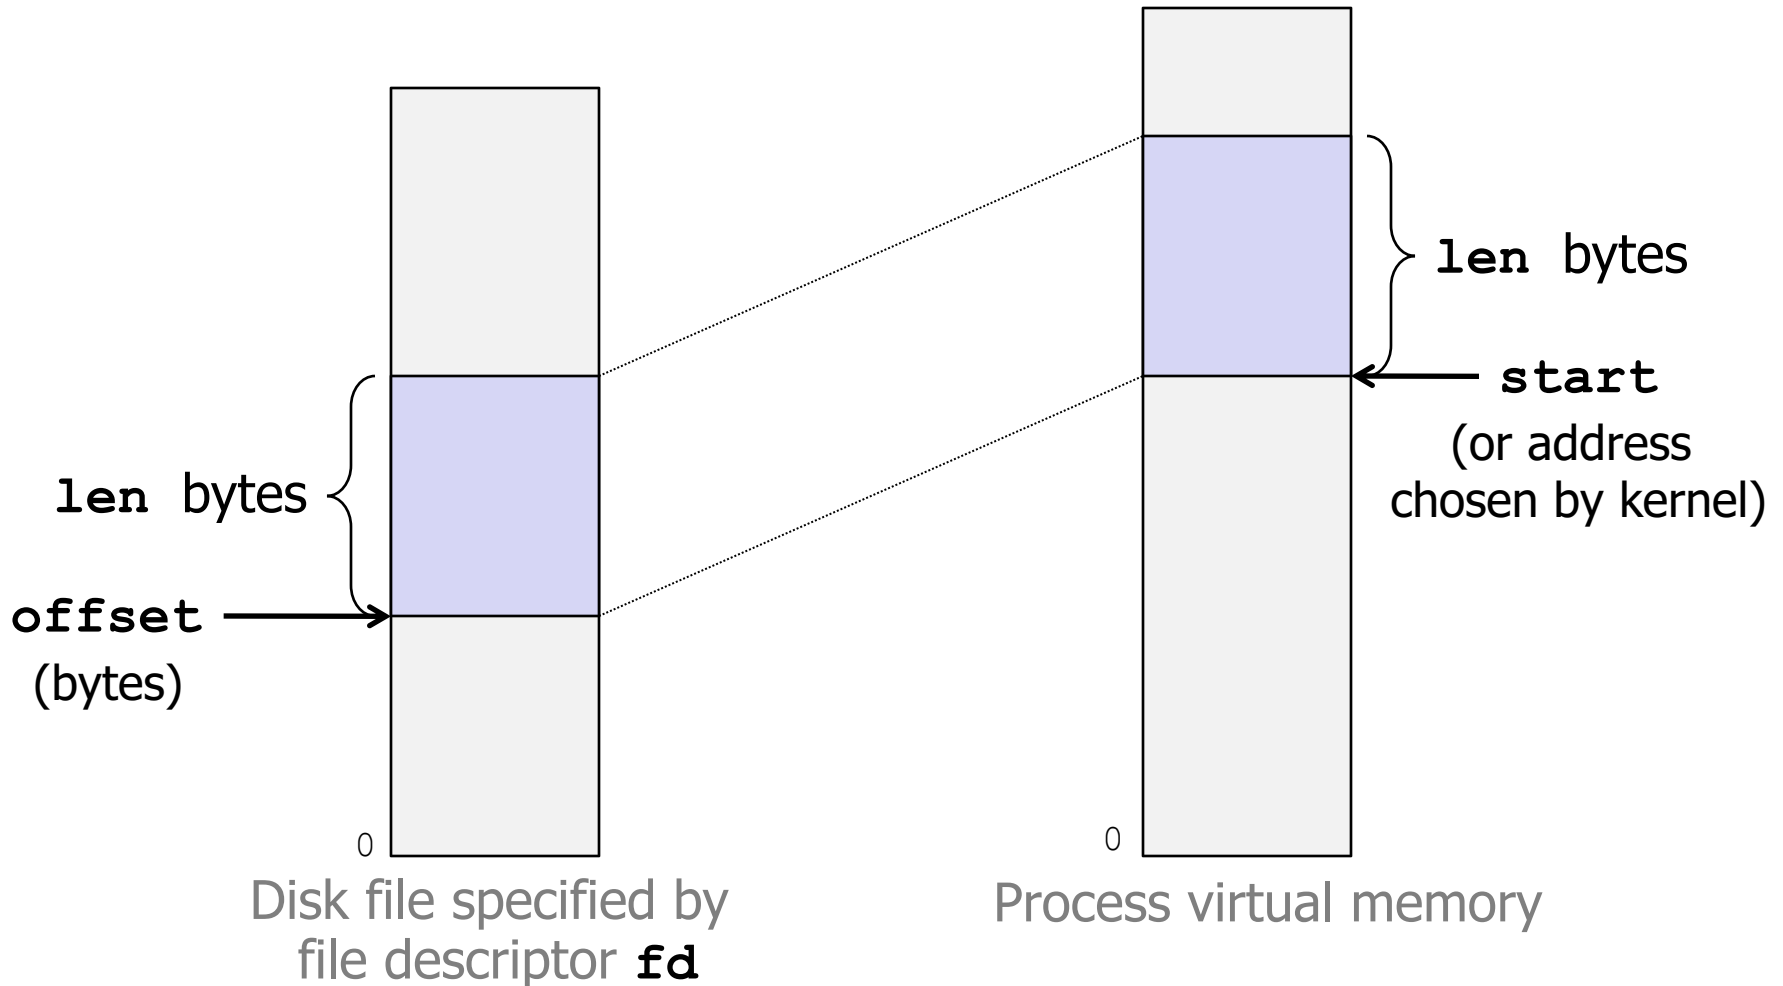 len bytes
start
(or address
chosen by kernel)
len bytes
offset
(bytes)
0
0
Disk file specified by
file descriptor fd
Process virtual memory